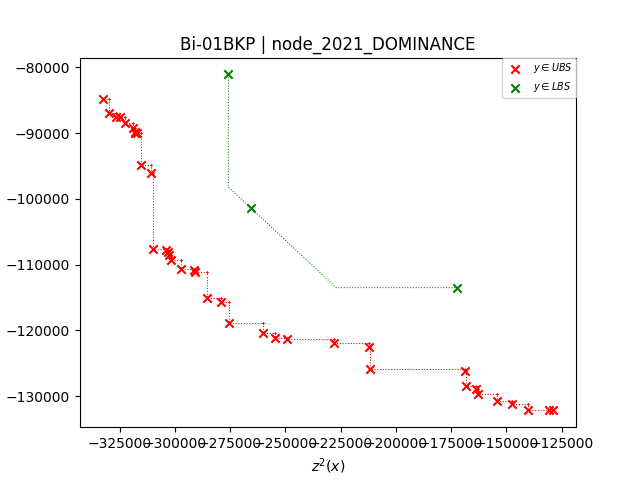 Bi-01BKP | node_2021_DOMINANCE
y ∈ UBS
y ∈ LBS
−80000
−90000
−100000
−110000
−120000
−130000
−325000 −300000 −275000 −250000 −225000 −200000 −175000 −150000 −125000
z²(x)